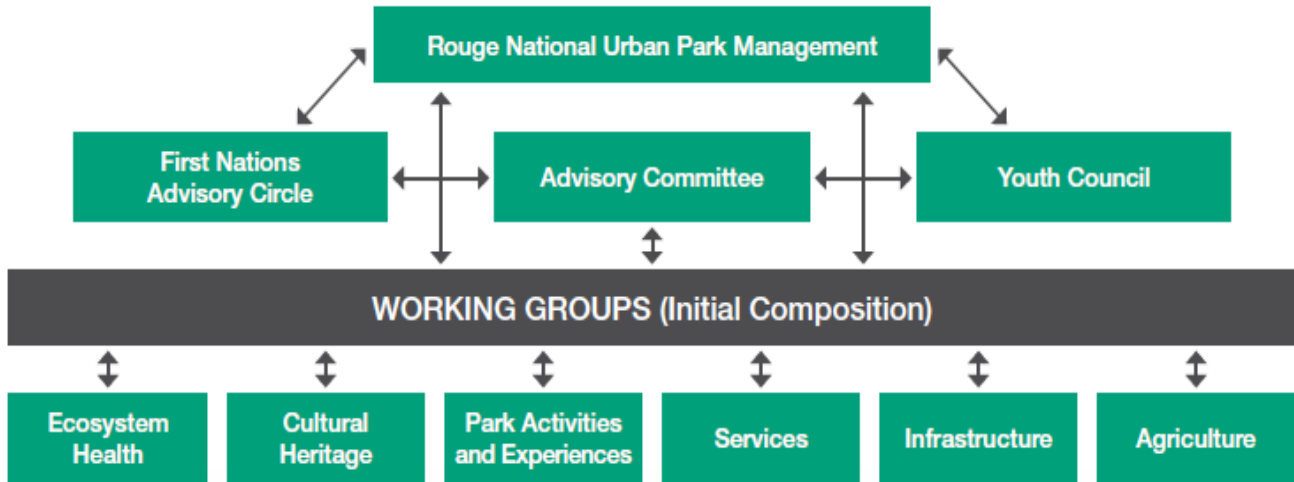 Rouge National Urban Park Management
First Nations
Advisory Circle
Advisory Committee
Youth Council
WORKING GROUPS (Initial Composition)
Ecosystem
Health
Cultural
Heritage
Park Activities
and Experiences
Services
Infrastructure
Agriculture